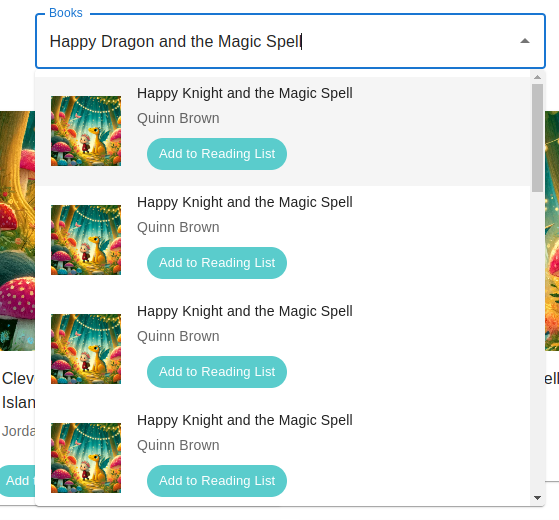 Books
Happy Dragon and the Magic Spell
Happy Knight and the Magic Spell
Quinn Brown
Add to Reading List
Happy Knight and the Magic Spell
Quinn Brown
Add to Reading List
Happy Knight and the Magic Spell
Quinn Brown
Add to Reading List
Happy Knight and the Magic Spell
Quinn Brown
Add to Reading List
Clev
ell
Islan
Jorda
Add t